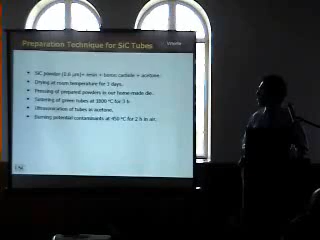 Preparation Technique for SiC Tubes
SiC powder (0.6 µm)+ resin + boron carbide + acetone.
Drying at room temperature for 3 days.
Pressing of prepared powders in our home-made die.
Sintering of green tubes at 1800 °C for 3 h
Ultrasonication of tubes in acetone.
Burning potential contaminants at 450 °C for 2 h in air.